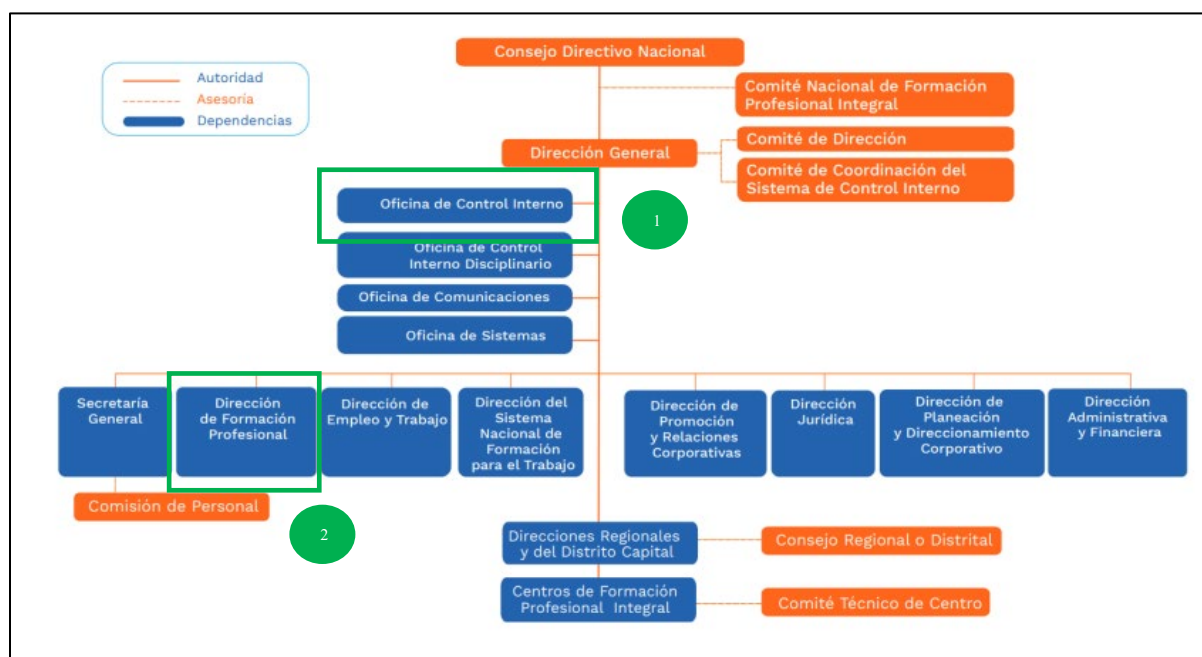 Consejo Directivo Nacional
Autoridad
Asesoría
Dependencias
Comité Nacional de Formación
Profesional Integral
Dirección General
Comité de Dirección
Comité de Coordinación del
Sistema de Control Interno
Oficina de Control Interno
1
Oficina de Control
Interno Disciplinario
Oficina de Comunicaciones
Oficina de Sistemas
Secretaría
General
Dirección
de Formación
Profesional
Dirección de
Empleo y Trabajo
Dirección del
Sistema
Nacional de
Formación
para el Trabajo
Dirección de
Promoción
y Relaciones
Corporativas
Dirección
Jurídica
Dirección de
Planeación
y Direccionamiento
Corporativo
Dirección
Administrativa
y Financiera
Comisión de Personal
2
Direcciones Regionales
y del Distrito Capital
Consejo Regional o Distrital
Centros de Formación
Profesional Integral
Comité Técnico de Centro